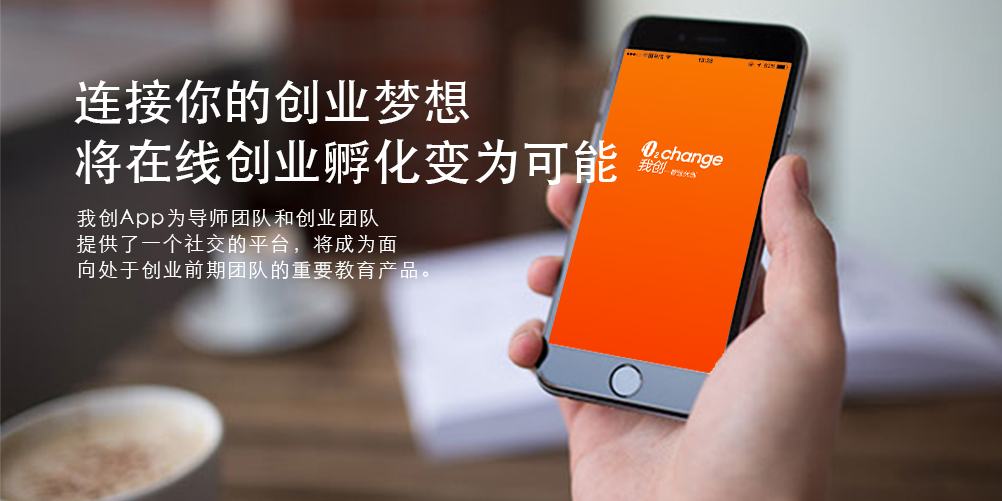 连接你的创业梦想
将在线创业孵化变为可能
我创App为导师团队和创业团队
提供了一个社交的平台，将成为面
向处于创业前期团队的重要教育产品。
13:38
2 change
我创